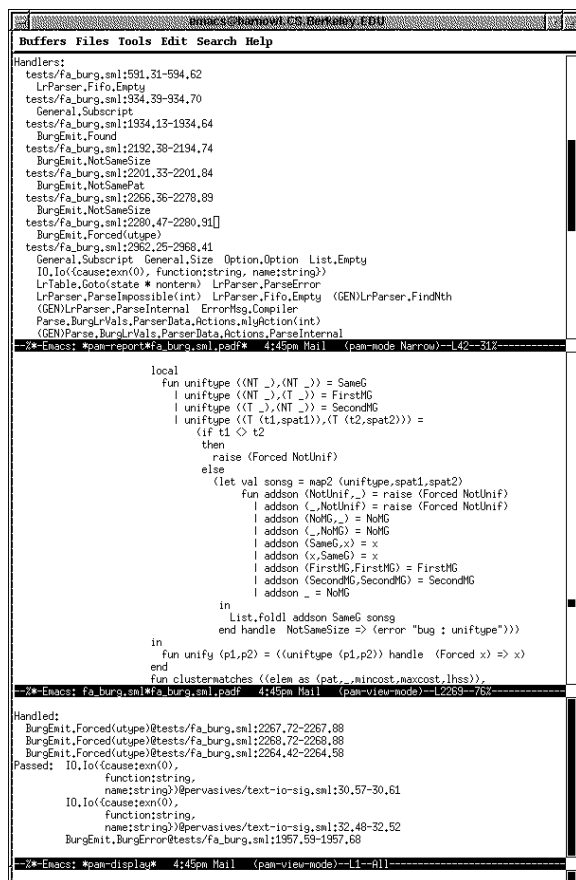 emacs@barnowl.CS.Berkeley.EDU
Buffers Files Tools Edit Search Help
Handlers:
  tests/fa_burg.sml:591.31-594.62
    LrParser.Fifo.Empty
  tests/fa_burg.sml:934.39-934.70
    General.Subscript
  tests/fa_burg.sml:1934.13-1934.64
    BurgEmit.Found
  tests/fa_burg.sml:2192.38-2194.74
    BurgEmit.NotSameSize
  tests/fa_burg.sml:2201.33-2201.84
    BurgEmit.NotSamePat
  tests/fa_burg.sml:2266.36-2278.89
    BurgEmit.NotSameSize
  tests/fa_burg.sml:2280.47-2280.91
    BurgEmit.Forced(utype)
  tests/fa_burg.sml:2962.25-2968.41
    General.Subscript  General.Size  Option.Option  List.Empty
    IO.Io({cause:exn(0), function:string, name:string})
    LrTable.Goto(state * nonterm)  LrParser.ParseError
    LrParser.ParseImpossible(int)  LrParser.Fifo.Empty  (GEN)LrParser.FindNth
    (GEN)LrParser.ParseInternal  ErrorMsg.Compiler
    Parse.BurgLrVals.ParserData.Actions.mlyAction(int)
    (GEN)Parse.BurgLrVals.ParserData.Actions.ParseInternal
--%*-Emacs: *pam-report*fa_burg.sml.padf*   4:45pm Mail   (pam-mode Narrow)--L42--31%------------
local
  fun uniftype ((NT _),(NT _)) = SameG
    | uniftype ((NT _),(T _)) = FirstMG
    | uniftype ((T _),(NT _)) = SecondMG
    | uniftype ((T (t1,spat1)),(T (t2,spat2))) =
        (if t1 <> t2
         then
           raise (Forced NotUnif)
         else
           (let val sonsg = map2 (uniftype,spat1,spat2)
                fun addson (NotUnif,_) = raise (Forced NotUnif)
                  | addson (_,NotUnif) = raise (Forced NotUnif)
                  | addson (NoMG,_) = NoMG
                  | addson (_,NoMG) = NoMG
                  | addson (SameG,x) = x
                  | addson (x,SameG) = x
                  | addson (FirstMG,FirstMG) = FirstMG
                  | addson (SecondMG,SecondMG) = SecondMG
                  | addson _ = NoMG
            in
              List.foldl addson SameG sonsg
            end handle  NotSameSize => (error "bug : uniftype")))
in
  fun unify (p1,p2) = ((uniftype (p1,p2)) handle  (Forced x) => x)
end
fun clustermatches ((elem as (pat,_,mincost,maxcost,lhss)),
--%*-Emacs: fa_burg.sml*fa_burg.sml.padf   4:45pm Mail   (pam-view-mode)--L2269--76%-------------
Handled:
  BurgEmit.Forced(utype)@tests/fa_burg.sml:2267.72-2267.88
  BurgEmit.Forced(utype)@tests/fa_burg.sml:2268.72-2268.88
  BurgEmit.Forced(utype)@tests/fa_burg.sml:2264.42-2264.58
Passed:  IO.Io({cause:exn(0),
                function:string,
                name:string})@pervasives/text-io-sig.sml:30.57-30.61
         IO.Io({cause:exn(0),
                function:string,
                name:string})@pervasives/text-io-sig.sml:32.48-32.52
         BurgEmit.BurgError@tests/fa_burg.sml:1957.59-1957.68
--%*-Emacs: *pam-display*   4:45pm Mail   (pam-view-mode)--L1--All------------